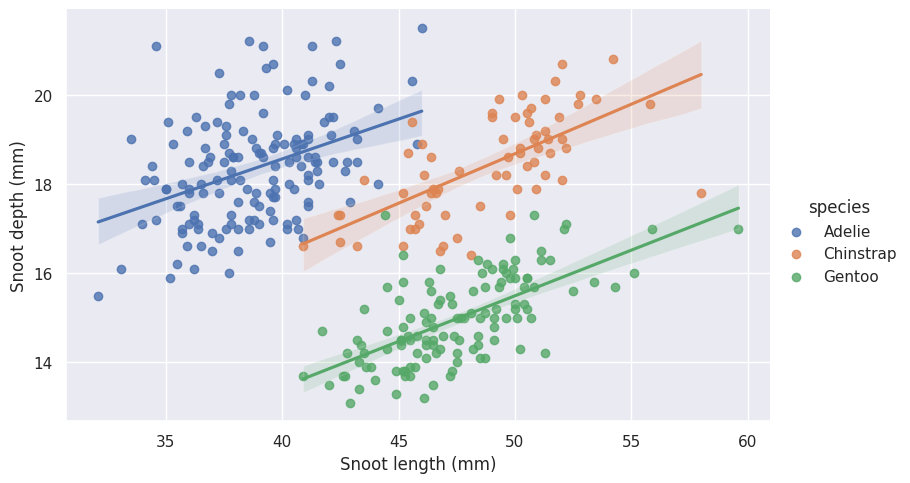 20
18
16
14
35 40 45 50 55 60
Snoot length (mm)
Snoot depth (mm)
species
Adelie
Chinstrap
Gentoo